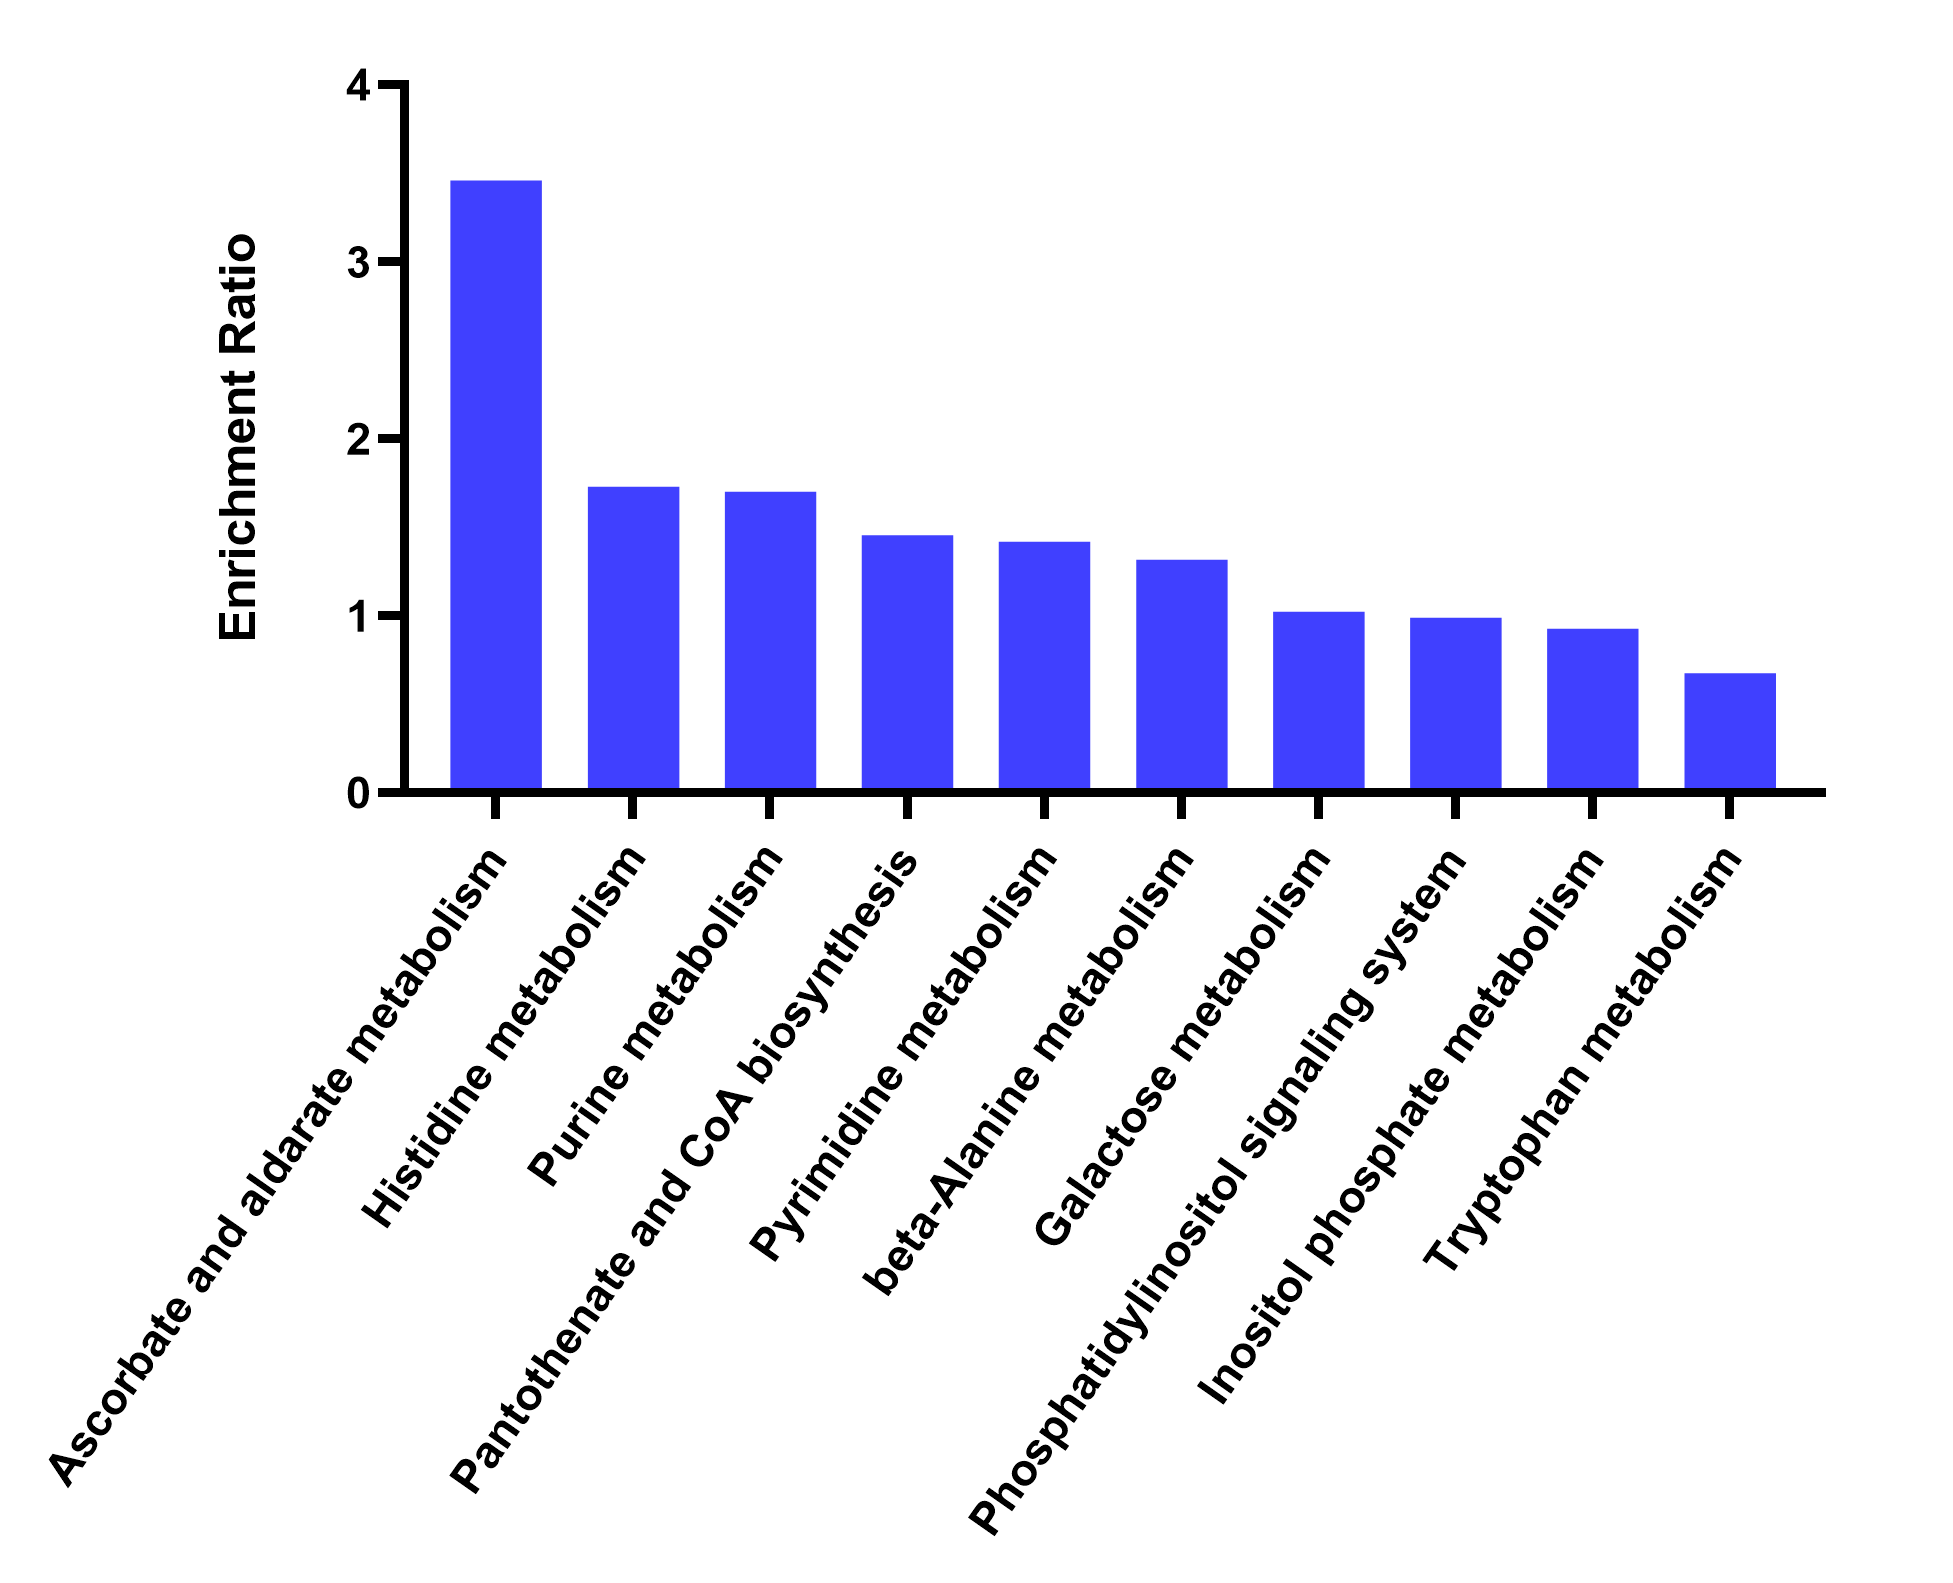 Enrichment Ratio
4
3
2
1
0
Ascorbate and aldarate metabolism
Histidine metabolism
Purine metabolism
Pantothenate and CoA biosynthesis
Pyrimidine metabolism
beta-Alanine metabolism
Galactose metabolism
Phosphatidylinositol signaling system
Inositol phosphate metabolism
Tryptophan metabolism